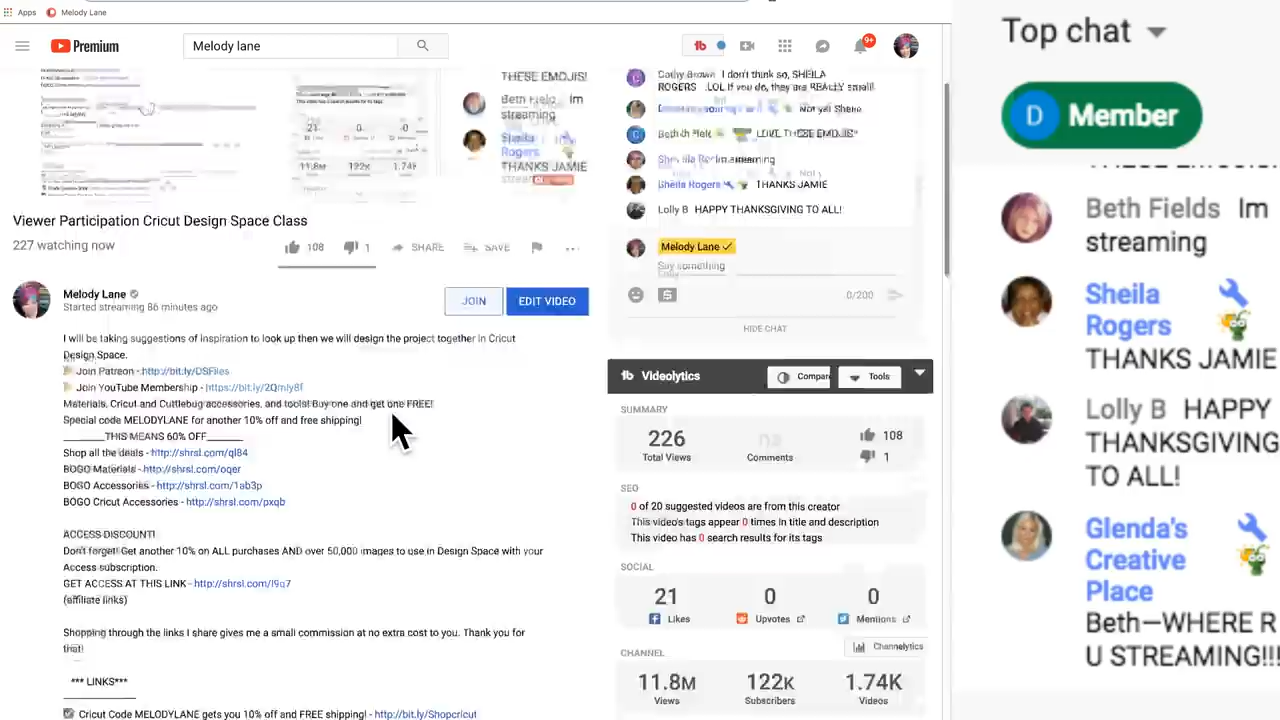 Apps Melody Lane
Premium
Melody lane
9+
THESE EMOJIS!
Beth Fields Im
streaming
Sheila
Rogers
THANKS JAMIE
11.8M 122K 1.74K
Viewer Participation Cricut Design Space Class
227 watching now
108 1 SHARE SAVE
Melody Lane
Started streaming 86 minutes ago
JOIN EDIT VIDEO
I will be taking suggestions of inspiration to look up then we will design the project together in Cricut
Design Space.
Join Patreon - http://bit.ly/DSFiles
Join YouTube Membership - https://bit.ly/2Qmly8f
Materials, Cricut and Cuttlebug accessories, and tools! Buy one and get one FREE!
Special code MELODYLANE for another 10% off and free shipping!
_______THIS MEANS 60% OFF_______
Shop all the deals - http://shrsl.com/ql84
BOGO Materials - http://shrsl.com/oqer
BOGO Accessories - http://shrsl.com/1ab3p
BOGO Cricut Accessories - http://shrsl.com/pxqb
ACCESS DISCOUNT!
Don't forget! Get another 10% on ALL purchases AND over 50,000 images to use in Design Space with your
Access subscription.
GET ACCESS AT THIS LINK - http://shrsl.com/l9q7
(affiliate links)
Shopping through the links I share gives me a small commission at no extra cost to you. Thank you for
that!
*** LINKS***
Cricut Code MELODYLANE gets you 10% off and FREE shipping! - http://bit.ly/Shopcricut
Cathy Brown I don't think so, SHEILA
ROGERS ..LOL If you do, they are REALLY small!
LOVE THESE EMOJIS
streaming
Sheila Rogers THANKS JAMIE
Lolly B HAPPY THANKSGIVING TO ALL!
Melody Lane
Say something
0/200
HIDE CHAT
Videolytics Compare Tools
SUMMARY
226 108
Total Views Comments 1
SEO
0 of 20 suggested videos are from this creator
This video's tags appear 0 times in title and description
This video has 0 search results for its tags
SOCIAL
21 0 0
Likes Upvotes Mentions
CHANNEL Channelytics
11.8M 122K 1.74K
Views Subscribers Videos
Top chat
D Member
Beth Fields Im
streaming
Sheila
Rogers
THANKS JAMIE
Lolly B HAPPY
THANKSGIVING
TO ALL!
Glenda's
Creative
Place
Beth—WHERE R
U STREAMING!!!